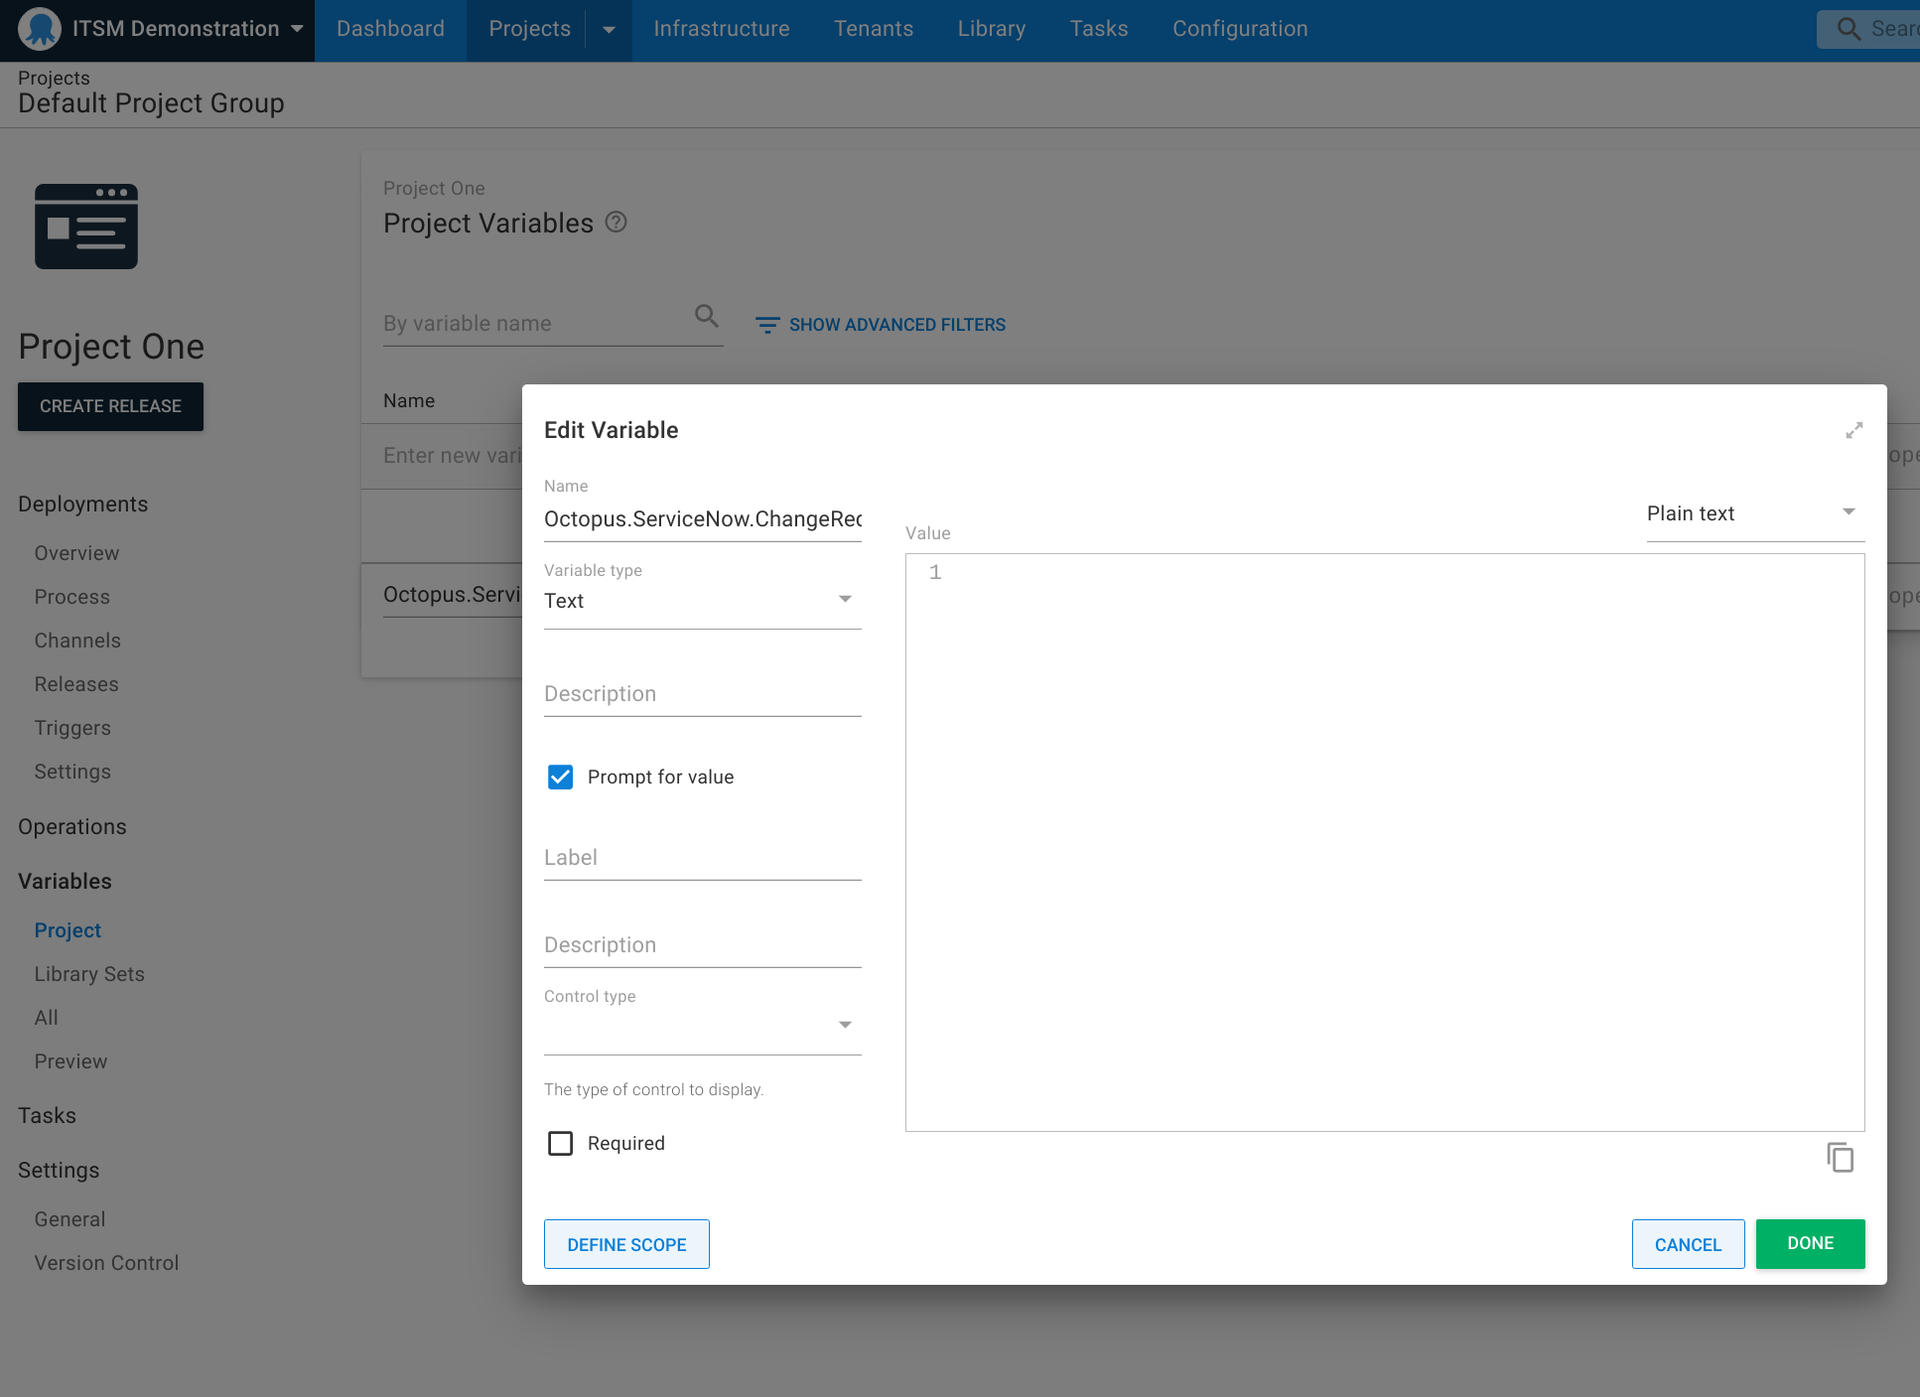 ITSM Demonstration
Dashboard
Projects
Infrastructure
Tenants
Library
Tasks
Configuration
Projects
Default Project Group
Project One
CREATE RELEASE
Deployments
Overview
Process
Channels
Releases
Triggers
Settings
Operations
Variables
Project
Library Sets
All
Preview
Tasks
Settings
General
Version Control
Project One
Project Variables
By variable name
SHOW ADVANCED FILTERS
Name
Enter new vari
Octopus.Servi
Edit Variable
Name
Octopus.ServiceNow.ChangeReq
Variable type
Text
Description
Prompt for value
Label
Description
Control type
The type of control to display.
Required
Value
Plain text
1
DEFINE SCOPE
CANCEL
DONE